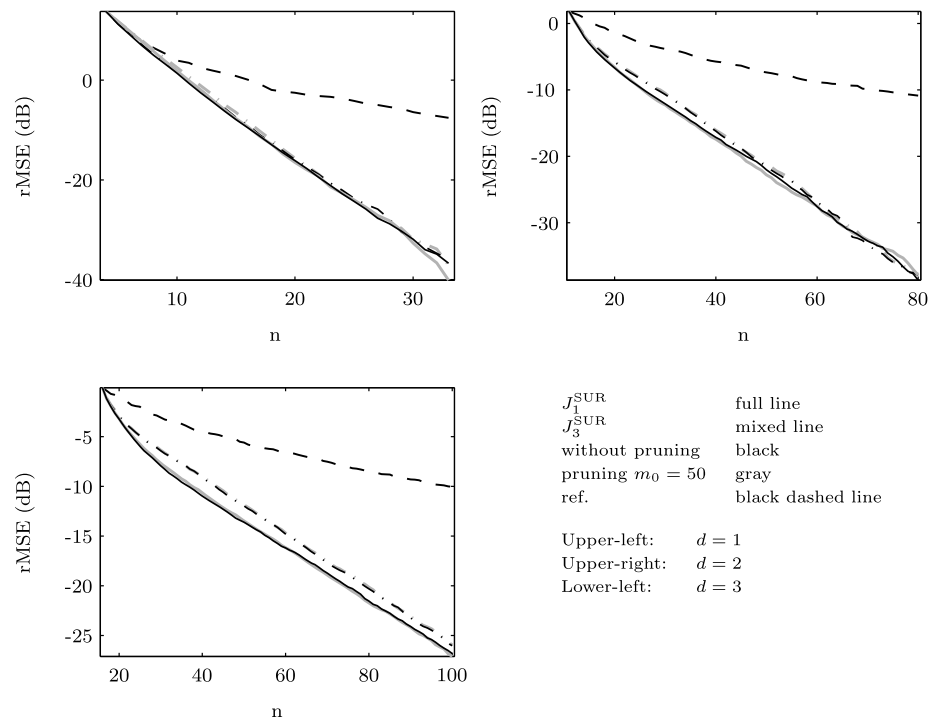 0
-20
-40
10 20 30
rMSE (dB)
n
0
-10
-20
-30
20 40 60 80
rMSE (dB)
n
-5
-10
-15
-20
-25
20 40 60 80 100
rMSE (dB)
n
J_1^SUR full line
J_3^SUR mixed line
without pruning black
pruning m_0 = 50 gray
ref. black dashed line
Upper-left: d = 1
Upper-right: d = 2
Lower-left: d = 3